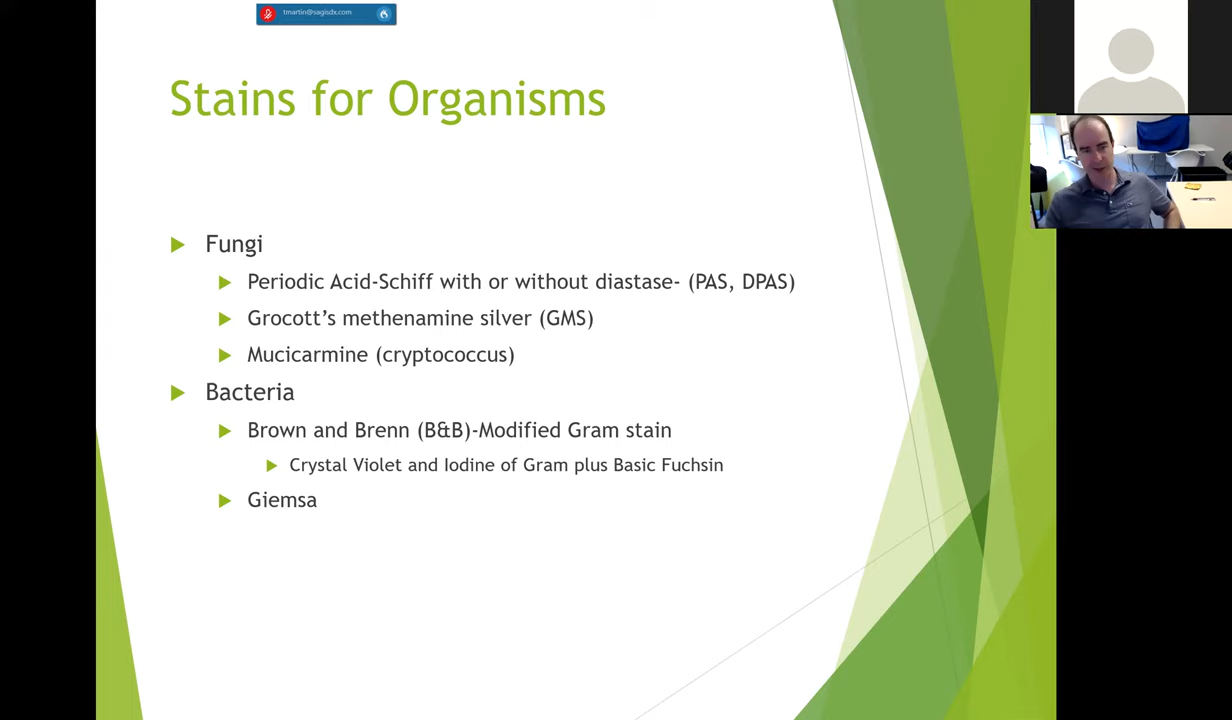 tmartin@sagisdx.com
Stains for Organisms
Fungi
Periodic Acid-Schiff with or without diastase- (PAS, DPAS)
Grocott's methenamine silver (GMS)
Mucicarmine (cryptococcus)
Bacteria
Brown and Brenn (B&B)-Modified Gram stain
Crystal Violet and Iodine of Gram plus Basic Fuchsin
Giemsa